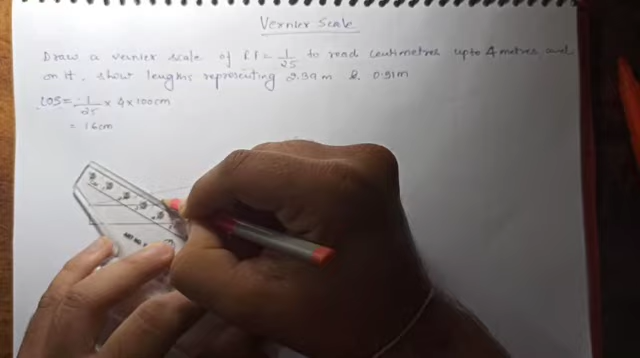 Vernier Scale
Draw a vernier scale of RF = 1/25 to read Centimetres upto 4 metres and
on it, show lengths representing 2.39 m & 0.91m
LOS = 1/25 x 4 x 100cm
= 16cm